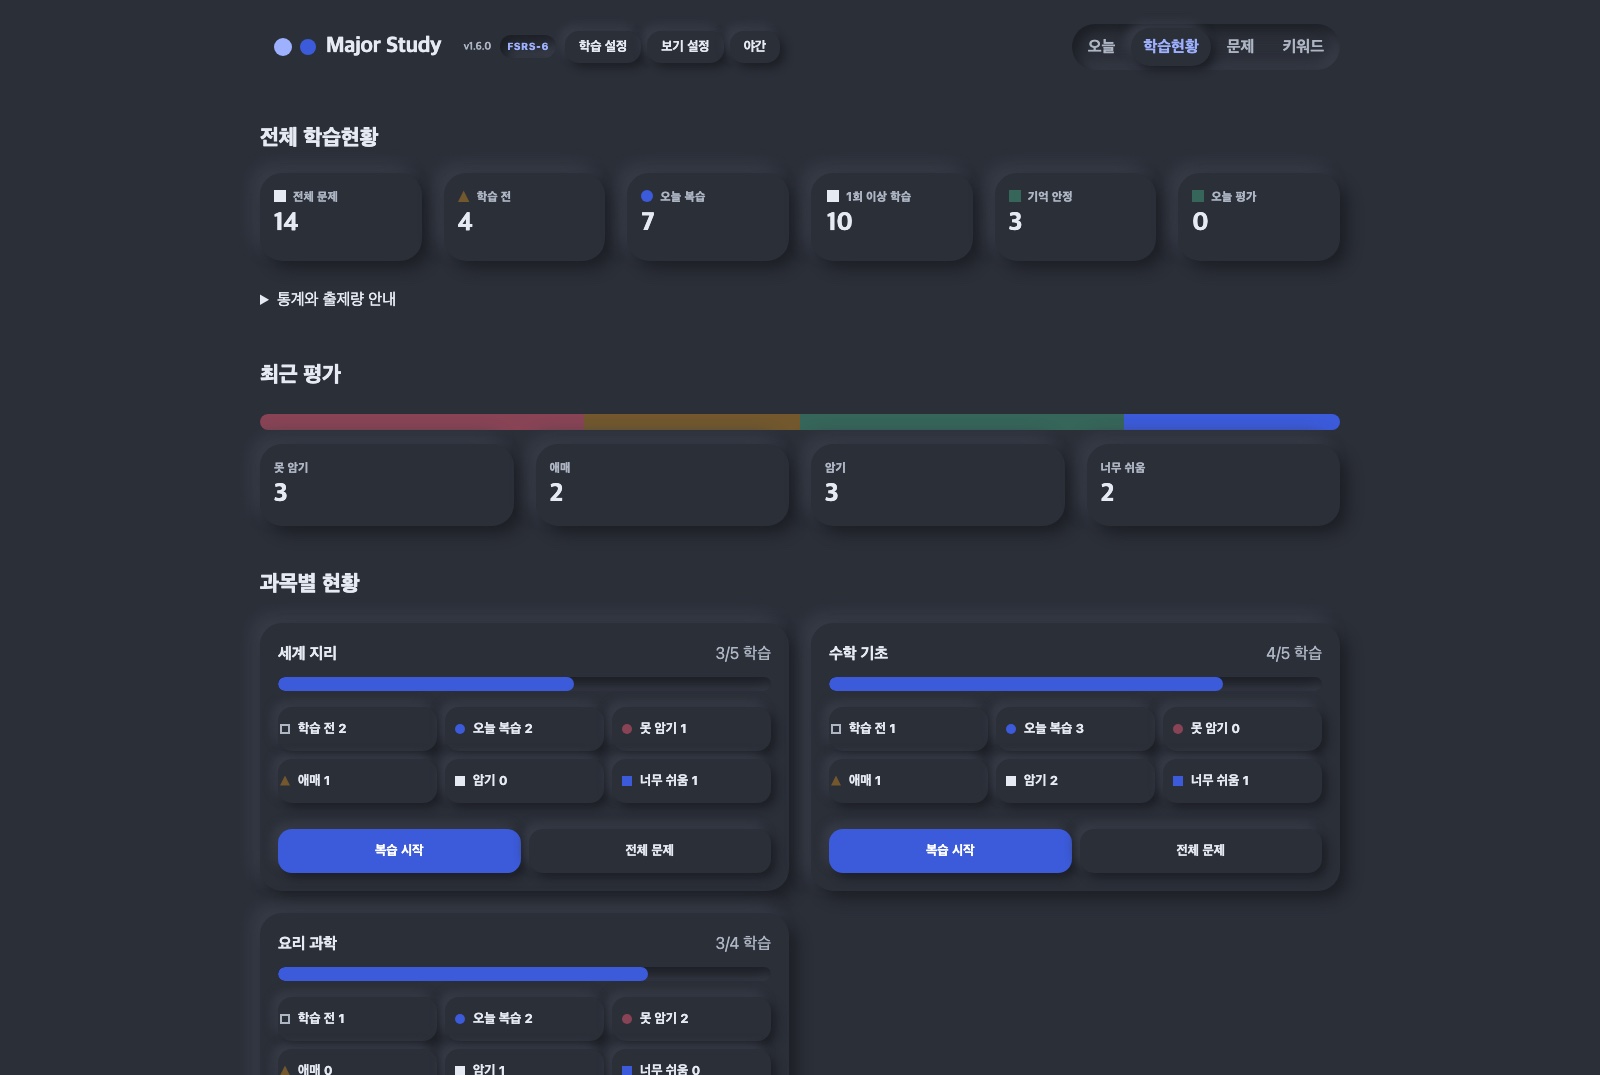 Major Study v1.6.0 FSRS-6 학습 설정 보기 설정 야간 오늘 학습현황 문제 키워드
전체 학습현황
전체 문제 학습 전 오늘 복습 1회 이상 학습 기억 안정 오늘 평가
14 4 7 10 3 0
▶ 통계와 출제량 안내
최근 평가
못 암기 애매 암기 너무 쉬움
3 2 3 2
과목별 현황
세계 지리 3/5 학습
학습 전 2 오늘 복습 2 못 암기 1
애매 1 암기 0 너무 쉬움 1
복습 시작 전체 문제
수학 기초 4/5 학습
학습 전 1 오늘 복습 3 못 암기 0
애매 1 암기 2 너무 쉬움 1
복습 시작 전체 문제
요리 과학 3/4 학습
학습 전 1 오늘 복습 2 못 암기 2
애매 0 암기 1 너무 쉬움 0